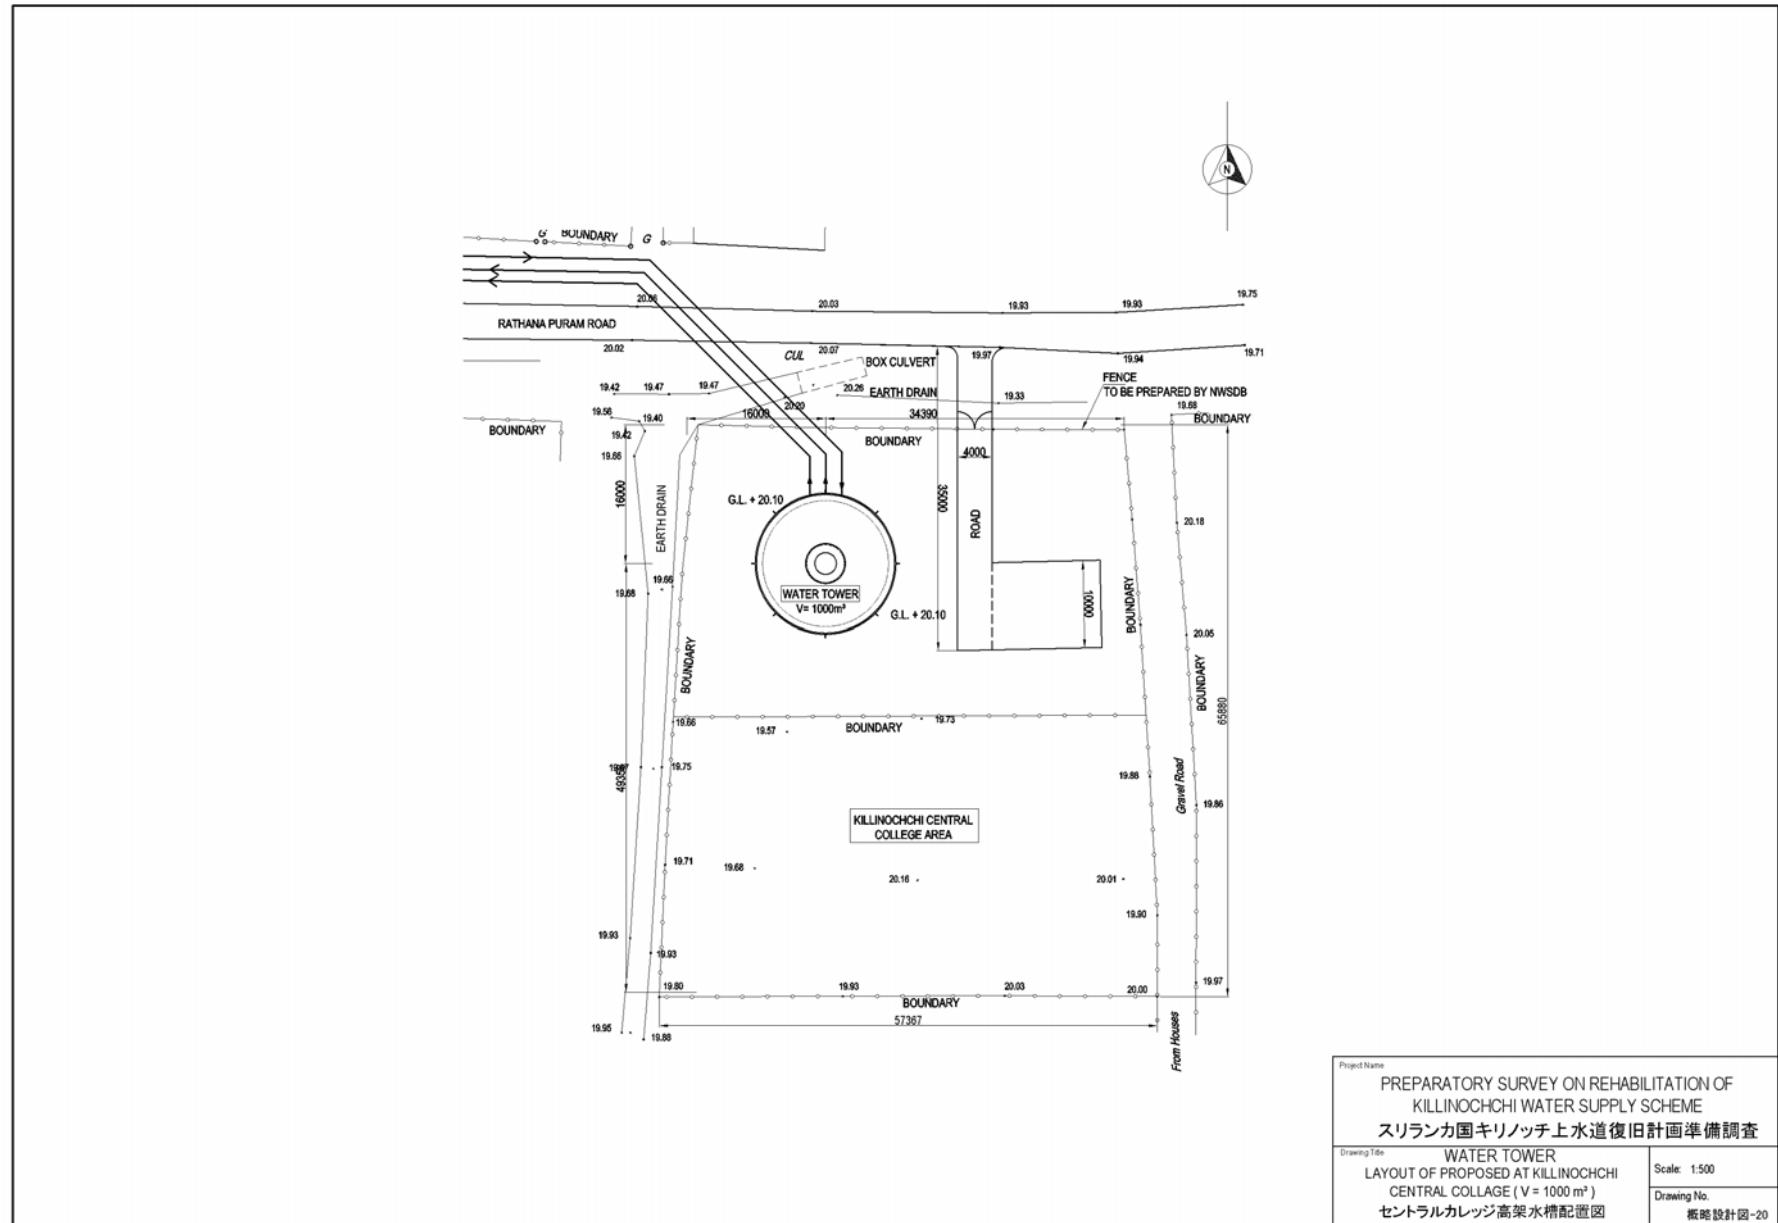 N
G
BOUNDARY
G
20.03
19.93
19.93
19.75
RATHANA PURAM ROAD
20.02
CUL
20.07
BOX CULVERT
19.97
19.94
19.71
19.42
19.47
19.47
20.26
EARTH DRAIN
19.33
FENCE
TO BE PREPARED BY NWSDB
19.56
19.40
20.20
16000
34390
19.68
BOUNDARY
BOUNDARY
19.42
BOUNDARY
19.66
4000
16000
EARTH DRAIN
G.L. + 20.10
35000
ROAD
20.18
19.66
19.68
WATER TOWER
V= 1000m³
G.L. + 20.10
10000
BOUNDARY
20.05
BOUNDARY
BOUNDARY
65880
19.66
19.57
BOUNDARY
19.73
19.75
19.88
Gravel Road
19.86
KILLINOCHCHI CENTRAL
COLLEGE AREA
19.71
19.68
20.16
20.01
19.90
19.93
19.93
19.80
19.93
BOUNDARY
20.03
20.00
19.97
57367
19.95
19.88
From Houses
Project Name
PREPARATORY SURVEY ON REHABILITATION OF
KILLINOCHCHI WATER SUPPLY SCHEME
スリランカ国キリノッチ上水道復旧計画準備調査
Drawing Title
WATER TOWER
LAYOUT OF PROPOSED AT KILLINOCHCHI
CENTRAL COLLAGE ( V = 1000 m³ )
セントラルカレッジ高架水槽配置図
Scale: 1:500
Drawing No.
概略設計図-20